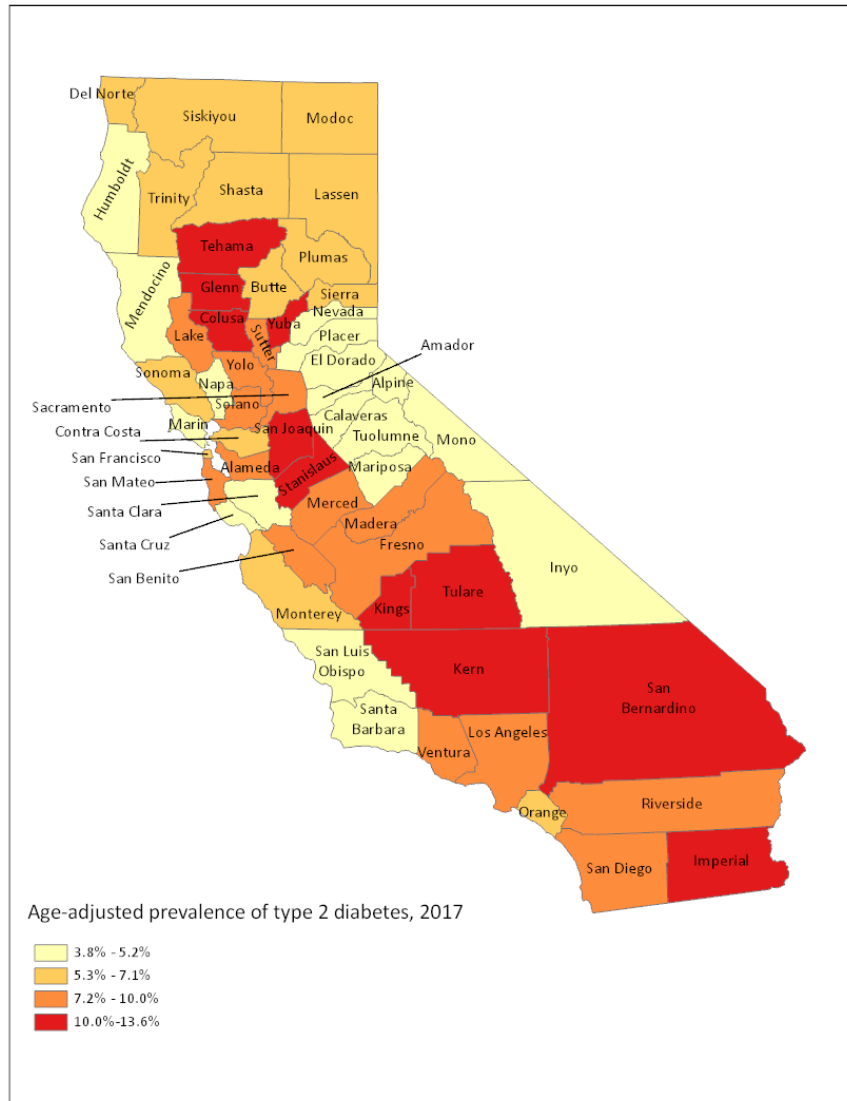 Del Norte
Siskiyou
Modoc
Humboldt
Trinity
Shasta
Lassen
Tehama
Plumas
Mendocino
Glenn
Butte
Sierra
Nevada
Colusa
Yuba
Lake
Sutter
Placer
Amador
El Dorado
Sonoma
Yolo
Napa
Alpine
Sacramento
Solano
Calaveras
Marin
Contra Costa
San Joaquin
Tuolumne
Mono
San Francisco
Alameda
Stanislaus
Mariposa
San Mateo
Merced
Santa Clara
Madera
Santa Cruz
Fresno
San Benito
Inyo
Monterey
Kings
Tulare
San Luis
Obispo
Kern
San
Bernardino
Santa
Barbara
Ventura
Los Angeles
Orange
Riverside
San Diego
Imperial
Age-adjusted prevalence of type 2 diabetes, 2017
3.8% - 5.2%
5.3% - 7.1%
7.2% - 10.0%
10.0%-13.6%